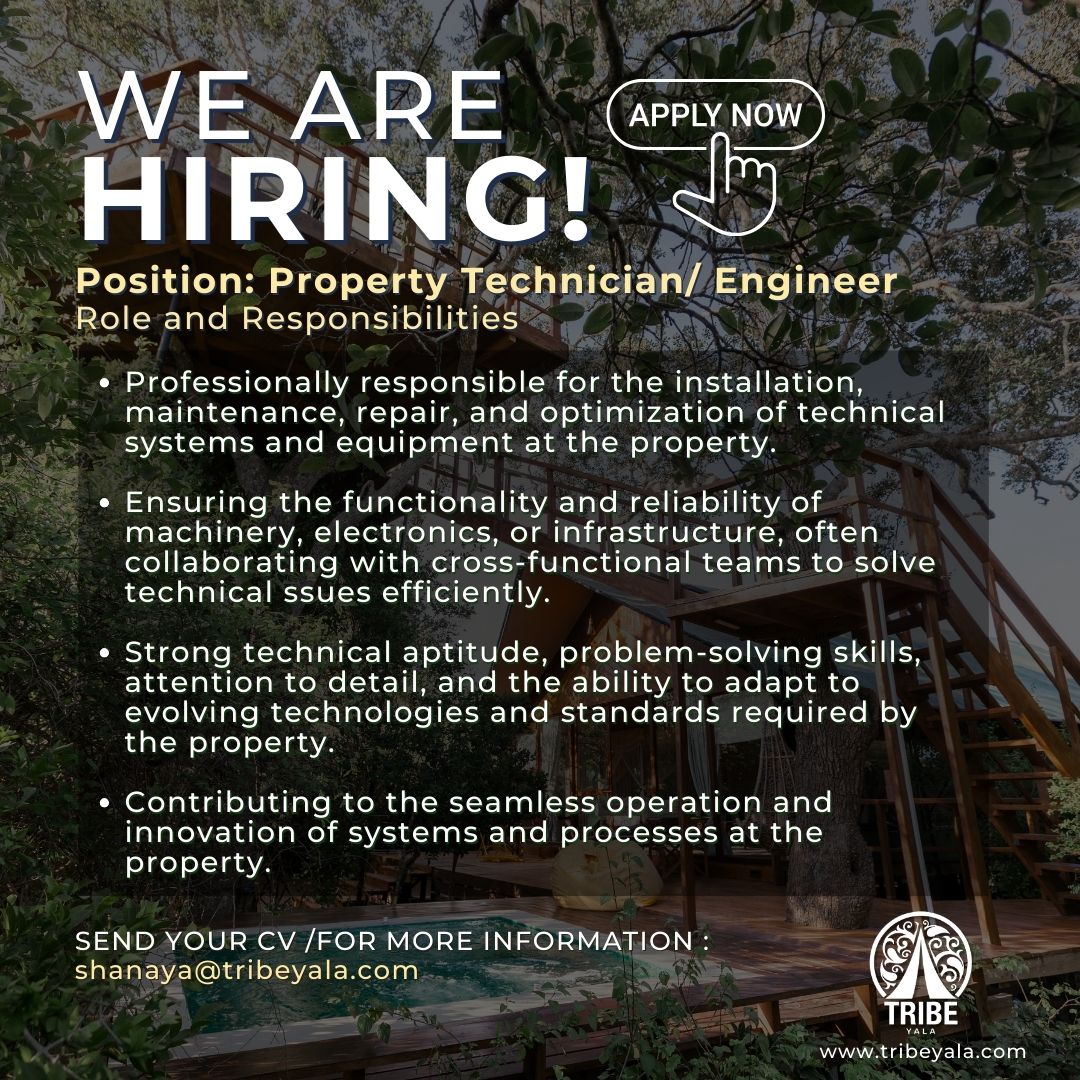 WE ARE
HIRING!
APPLY NOW
Position: Property Technician/ Engineer
Role and Responsibilities
• Professionally responsible for the installation,
maintenance, repair, and optimization of technical
systems and equipment at the property.
• Ensuring the functionality and reliability of
machinery, electronics, or infrastructure, often
collaborating with cross-functional teams to solve
technical ssues efficiently.
• Strong technical aptitude, problem-solving skills,
attention to detail, and the ability to adapt to
evolving technologies and standards required by
the property.
• Contributing to the seamless operation and
innovation of systems and processes at the
property.
SEND YOUR CV /FOR MORE INFORMATION :
shanaya@tribeyala.com
TRIBE
YALA
www.tribeyala.com